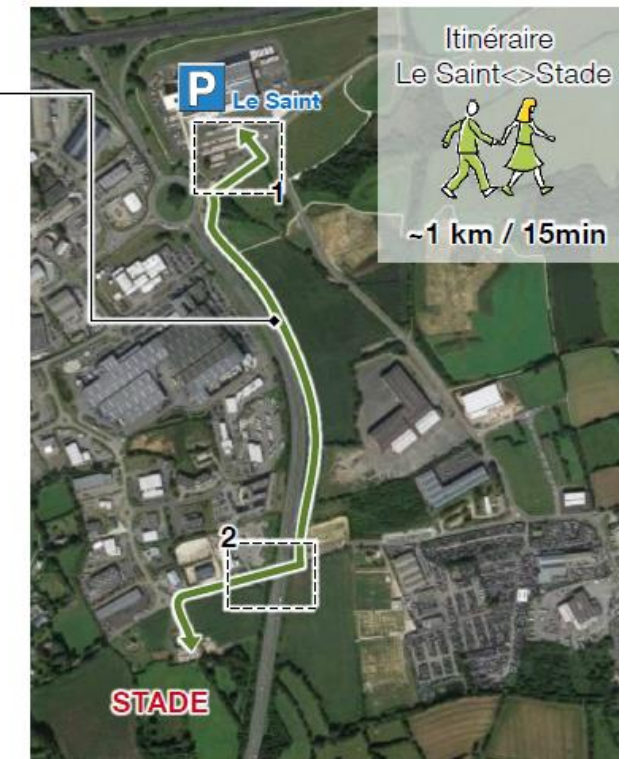 Itinéraire
Le Saint<>Stade
~1 km / 15min
P
Le Saint
1
2
STADE